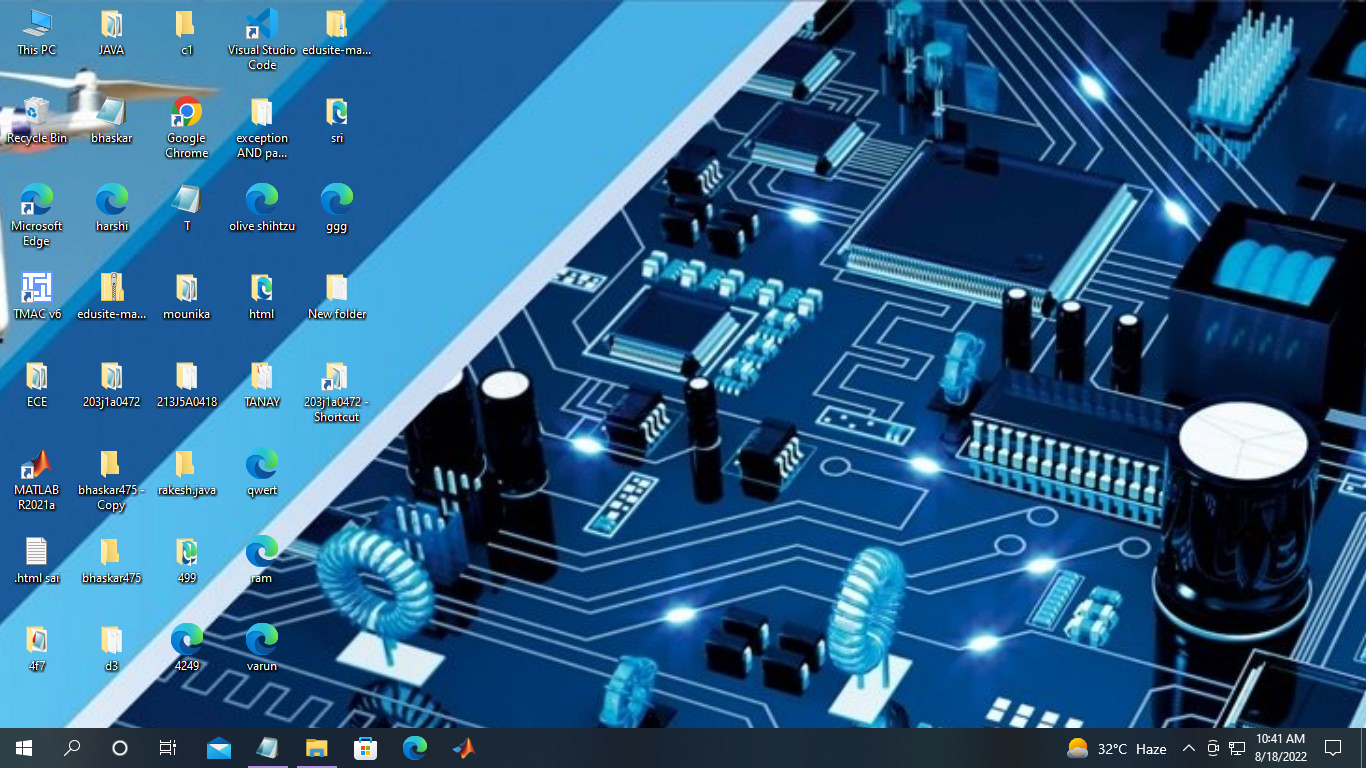 This PC
JAVA
c1
Visual Studio
Code
edusite-ma...
Recycle Bin
bhaskar
Google
Chrome
exception
AND pa...
sri
Microsoft
Edge
harshi
T
olive shihtzu
ggg
TMAC v6
edusite-ma...
mounika
html
New folder
ECE
203j1a0472
213J5A0418
TANAY
203j1a0472 -
Shortcut
MATLAB
R2021a
bhaskar475 -
Copy
rakesh.java
qwert
.html sai
bhaskar475
499
ram
4f7
d3
4249
varun
32°C Haze
10:41 AM
8/18/2022